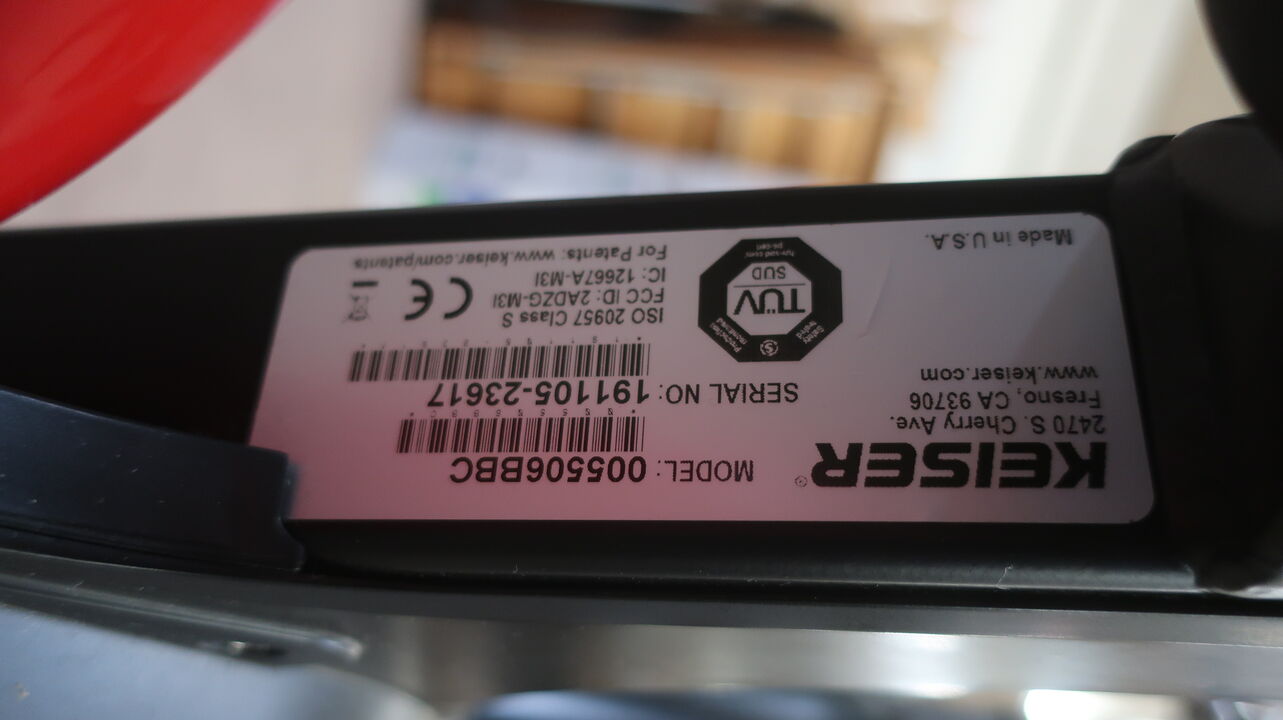 KEISER®
2470 S. Cherry Ave.
Fresno, CA 93706
www.keiser.com
Made in U.S.A.
MODEL: 005506BBC
SERIAL NO: 191105-23617
TÜV
SUD
ISO 20957 Class S
FCC ID: 2ADZG-M3I
IC: 12667A-M3I
For Patents: www.keiser.com/patents
CE